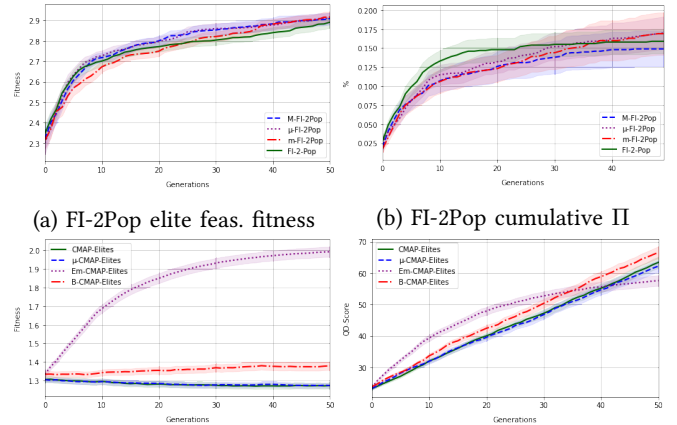 2.9
2.8
2.7
2.6
2.5
2.4
2.3
Fitness
M-FI-2Pop
μ-FI-2Pop
m-FI-2Pop
FI-2-Pop
0 10 20 30 40 50
Generations
0.200
0.175
0.150
0.125
0.100
0.075
0.050
0.025
%
M-FI-2Pop
μ-FI-2Pop
m-FI-2Pop
FI-2-Pop
0 10 20 30 40
Generations
(a) FI-2Pop elite feas. fitness
(b) FI-2Pop cumulative Π
2.0
1.9
1.8
1.7
1.6
1.5
1.4
1.3
Fitness
CMAP-Elites
μ-CMAP-Elites
Em-CMAP-Elites
B-CMAP-Elites
0 10 20 30 40 50
Generations
70
60
50
40
30
QD-Score
CMAP-Elites
μ-CMAP-Elites
Em-CMAP-Elites
B-CMAP-Elites
0 10 20 30 40 50
Generations